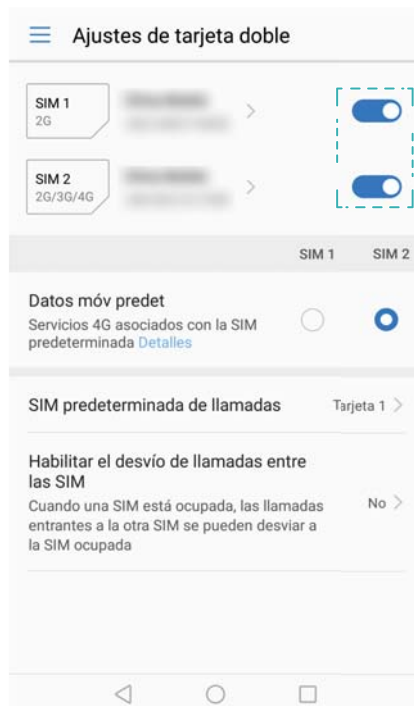 Ajustes de tarjeta doble
SIM 1
2G
SIM 2
2G/3G/4G
SIM 1 SIM 2
Datos móv predet
Servicios 4G asociados con la SIM
predeterminada Detalles
SIM predeterminada de llamadas Tarjeta 1
Habilitar el desvío de llamadas entre
las SIM
Cuando una SIM está ocupada, las llamadas
entrantes a la otra SIM se pueden desviar a
la SIM ocupada
No